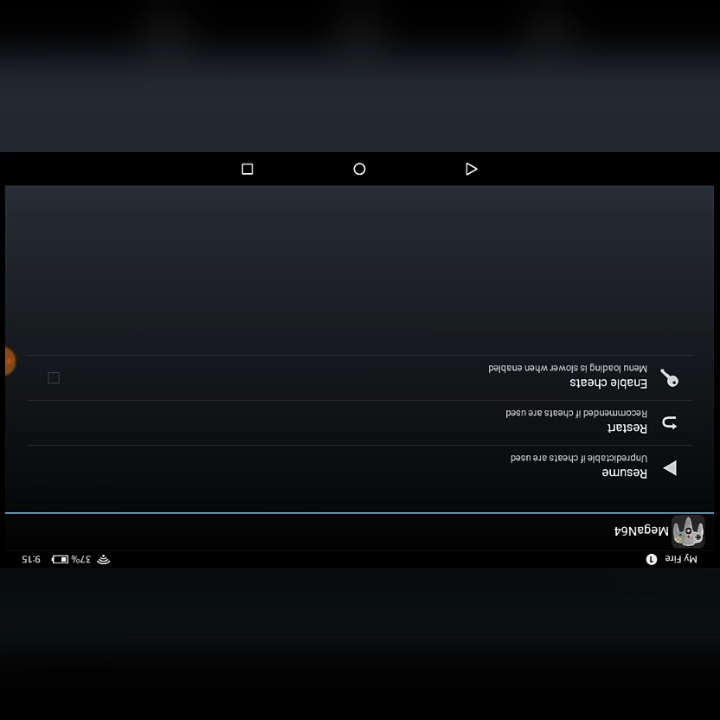 My Fire 1 37% 9:15
MegaN64
Resume
Unpredictable if cheats are used
Restart
Recommended if cheats are used
Enable cheats
Menu loading is slower when enabled